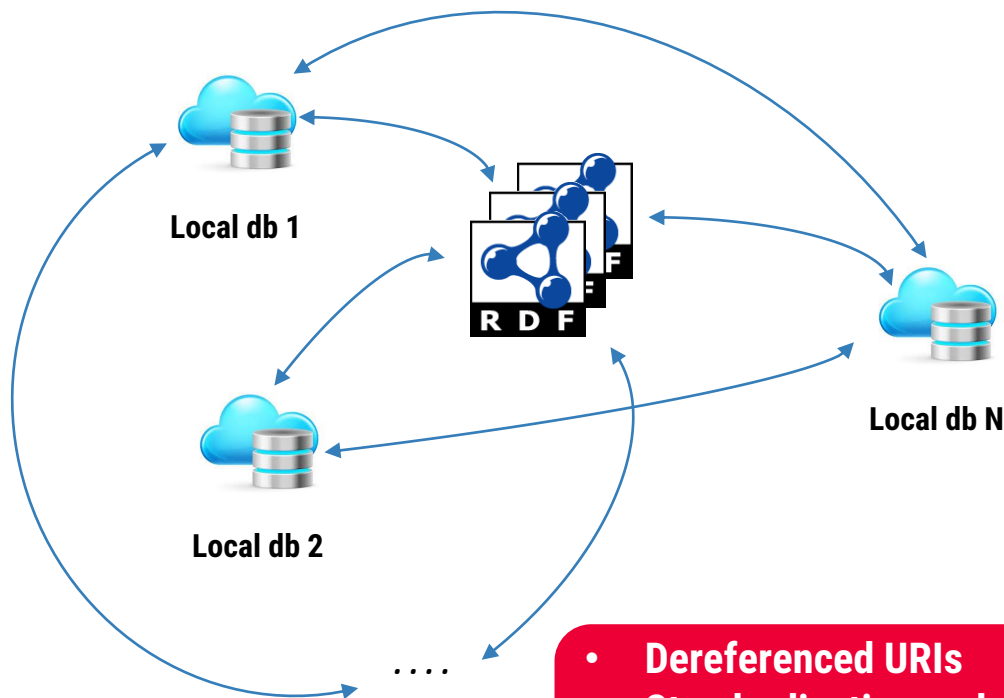 Local db 1
F
F
R D F
Local db N
Local db 2
....
• Dereferenced URIs